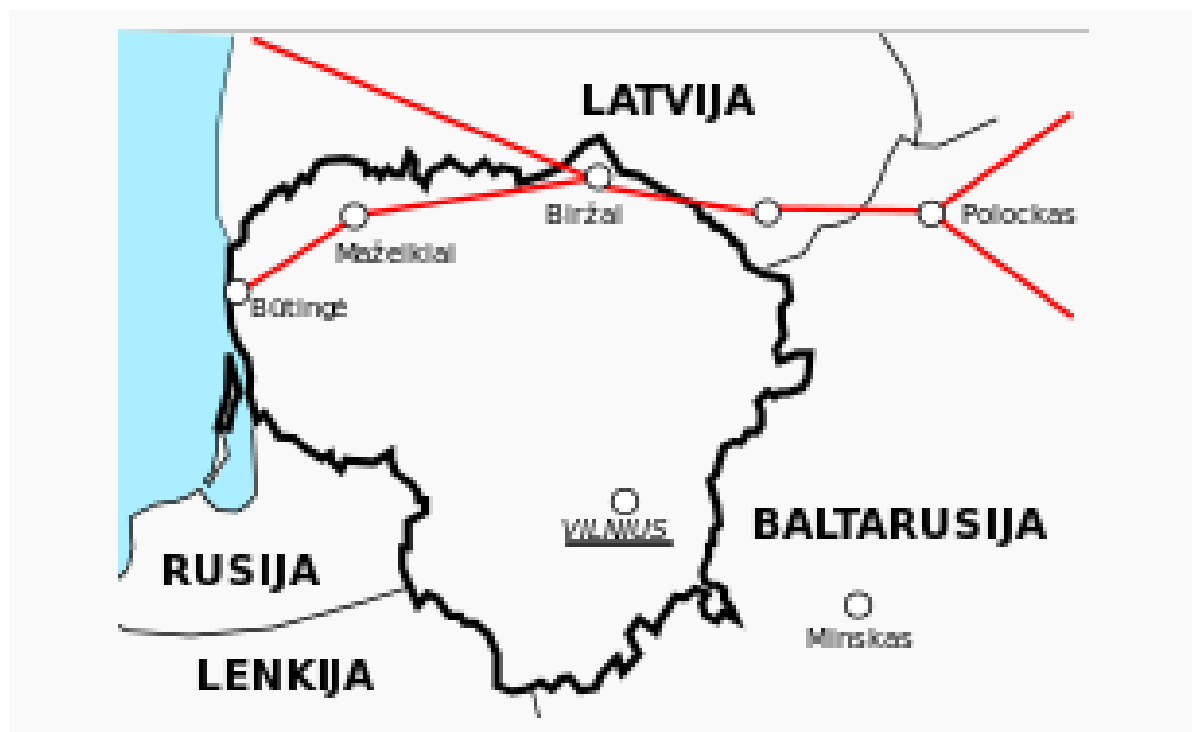 LATVIJA
Biržai
Polockas
Mažeikiai
Būtingė
VILNIUS
BALTARUSIJA
RUSIJA
Minskas
LENKIJA